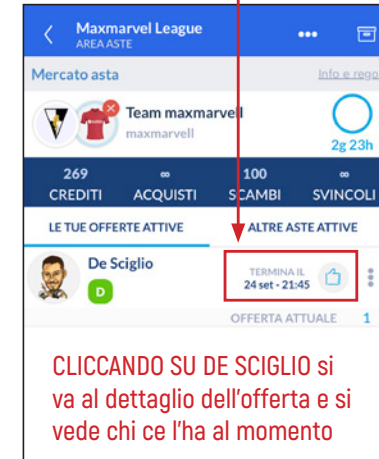 Maxmarvel League
AREA ASTE
Mercato asta
Info e rego
Team maxmarvell
maxmarvell
2g 23h
269 ∞ 100 ∞
CREDITI ACQUISTI SCAMBI SVINCOLI
LE TUE OFFERTE ATTIVE ALTRE ASTE ATTIVE
De Sciglio
D
TERMINA IL
24 set - 21:45
OFFERTA ATTUALE 1
CLICCANDO SU DE SCIGLIO si
va al dettaglio dell'offerta e si
vede chi ce l'ha al momento